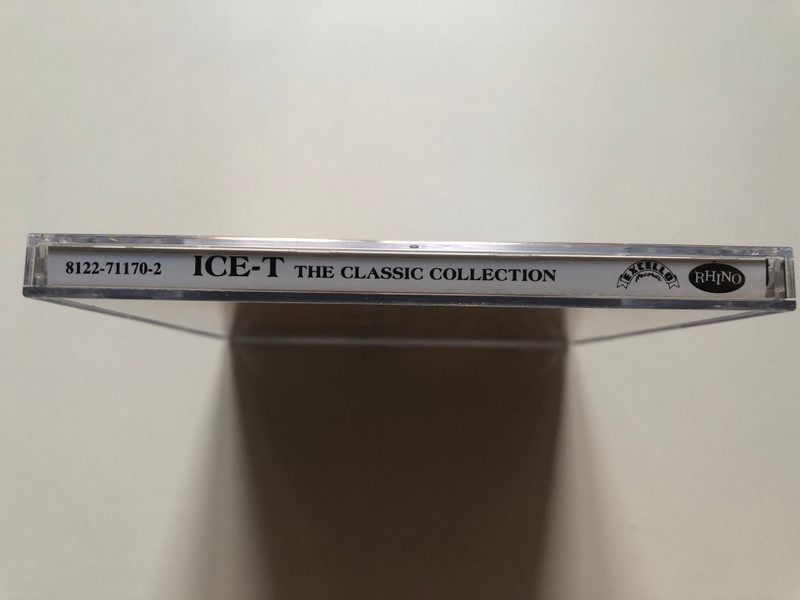 8122-71170-2 ICE-T THE CLASSIC COLLECTION EXCELLO Records RHINO